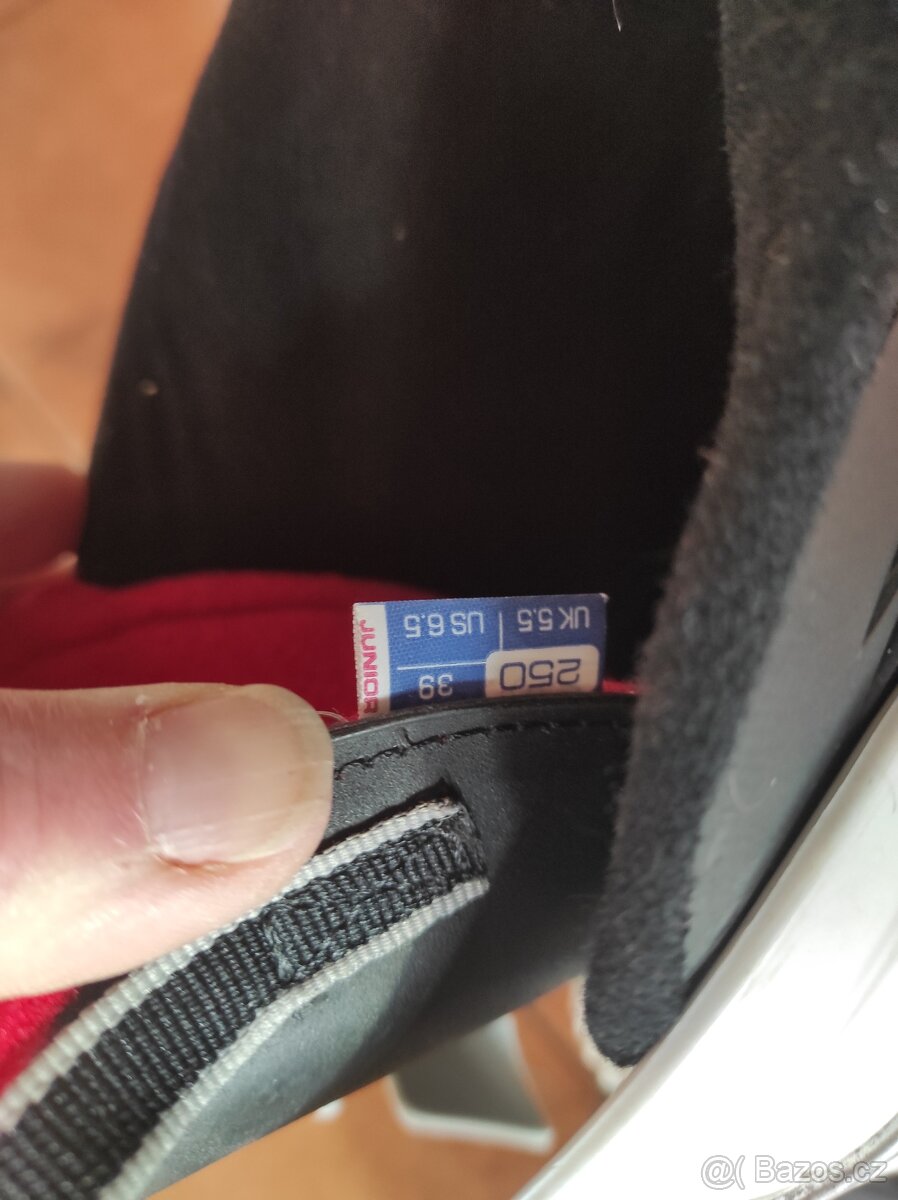 250
39
UK 5.5
US 6.5
JUNIOR
@( Bazos.cz